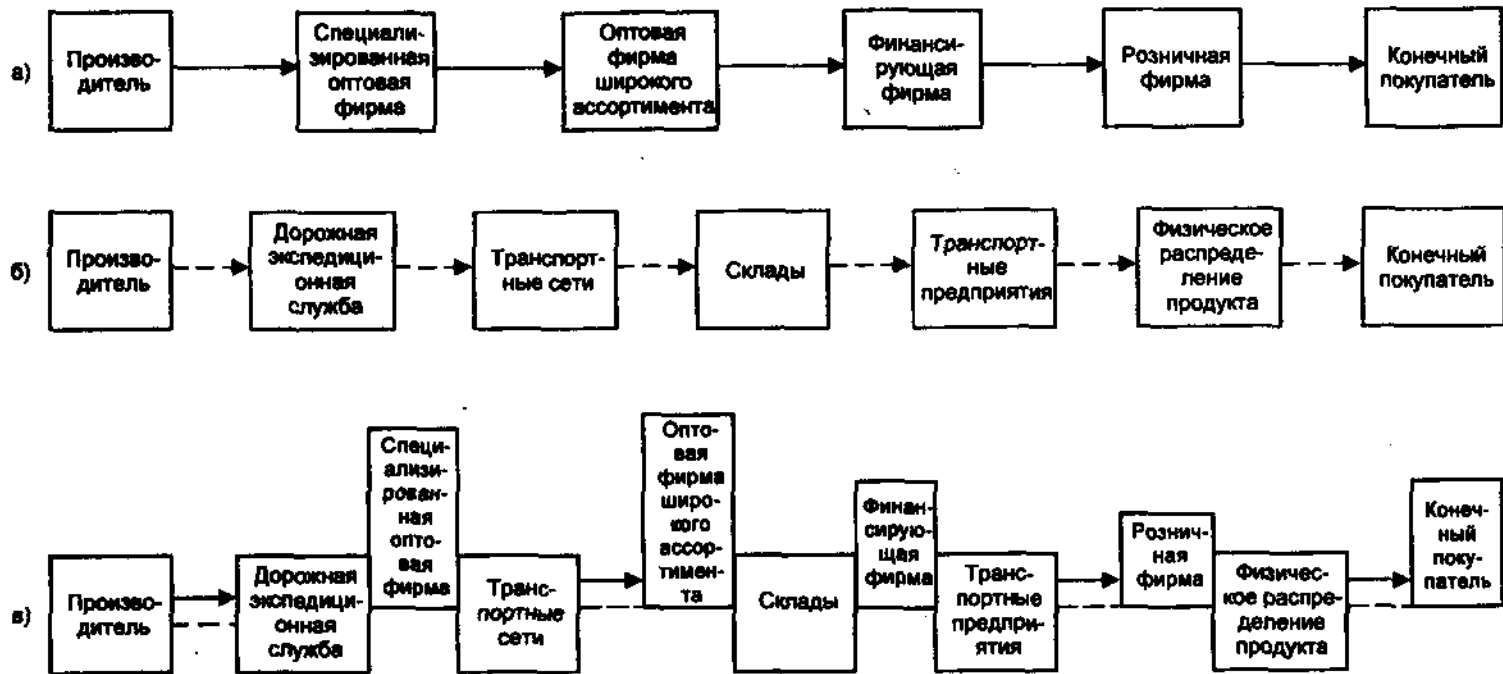 а)
Произво-
дитель
Специали-
зированная
оптовая
фирма
Оптовая
фирма
широкого
ассортимента
Финанси-
рующая
фирма
Розничная
фирма
Конечный
покупатель
б)
Произво-
дитель
Дорожная
экспедици-
онная
служба
Транспорт-
ные сети
Склады
Транспорт-
ные
предприятия
Физическое
распреде-
ление
продукта
Конечный
покупатель
в)
Произво-
дитель
Дорожная
экспедици-
онная
служба
Специ-
ализи-
рован-
ная
опто-
вая
фирма
Транс-
портные
сети
Опто-
вая
фирма
широ-
кого
ассор-
тимен-
та
Склады
Финан-
сирую-
щая
фирма
Транс-
портные
предпри-
ятия
Рознич-
ная
фирма
Физичес-
кое распре-
деление
продукта
Конеч-
ный
поку-
патель